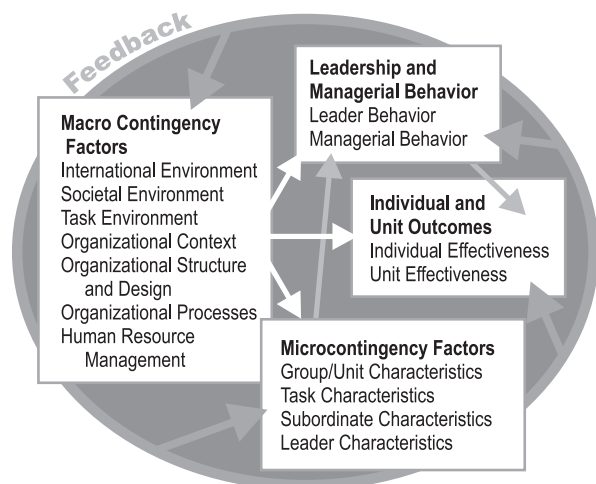 Feedback
Macro Contingency
Factors
International Environment
Societal Environment
Task Environment
Organizational Context
Organizational Structure
and Design
Organizational Processes
Human Resource
Management
Leadership and
Managerial Behavior
Leader Behavior
Managerial Behavior
Individual and
Unit Outcomes
Individual Effectiveness
Unit Effectiveness
Microcontingency Factors
Group/Unit Characteristics
Task Characteristics
Subordinate Characteristics
Leader Characteristics